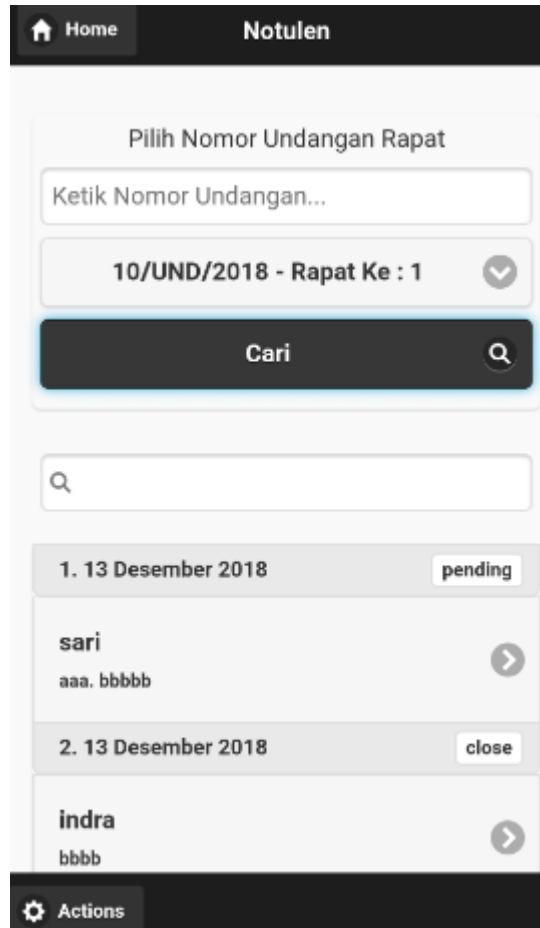 Home
Notulen
Pilih Nomor Undangan Rapat
Ketik Nomor Undangan...
10/UND/2018 - Rapat Ke : 1
Cari
1. 13 Desember 2018 pending
sari
aaa. bbbbb
2. 13 Desember 2018 close
indra
bbbb
Actions